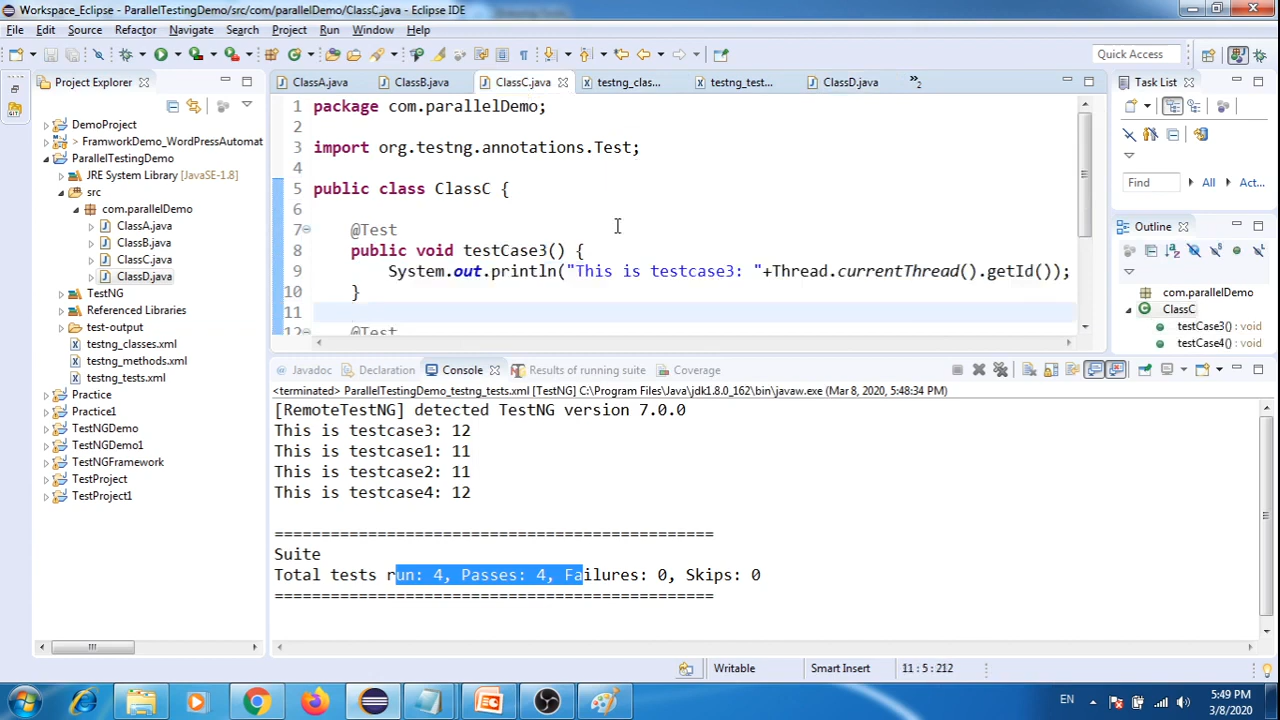 Workspace_Eclipse - ParallelTestingDemo/src/com/parallelDemo/ClassC.java - Eclipse IDE
File Edit Source Refactor Navigate Search Project Run Window Help
Quick Access
Project Explorer
DemoProject
> FramworkDemo_WordPressAutomat
ParallelTestingDemo
JRE System Library [JavaSE-1.8]
src
com.parallelDemo
ClassA.java
ClassB.java
ClassC.java
ClassD.java
TestNG
Referenced Libraries
test-output
testng_classes.xml
testng_methods.xml
testng_tests.xml
Practice
Practice1
TestNGDemo
TestNGDemo1
TestNGFramework
TestProject
TestProject1
ClassA.java ClassB.java ClassC.java testng_clas... testng_test... ClassD.java »2
1 package com.parallelDemo;
2
3 import org.testng.annotations.Test;
4
5 public class ClassC {
6
7 @Test
8 public void testCase3() {
9 System.out.println("This is testcase3: "+Thread.currentThread().getId());
10 }
11
12 @Test
Task List
Find All Act...
Outline
com.parallelDemo
ClassC
testCase3() : void
testCase4() : void
Javadoc Declaration Console Results of running suite Coverage
<terminated> ParallelTestingDemo_testng_tests.xml [TestNG] C:\Program Files\Java\jdk1.8.0_162\bin\javaw.exe (Mar 8, 2020, 5:48:34 PM)
[RemoteTestNG] detected TestNG version 7.0.0
This is testcase3: 12
This is testcase1: 11
This is testcase2: 11
This is testcase4: 12
===============================================
Suite
Total tests run: 4, Passes: 4, Failures: 0, Skips: 0
===============================================
Writable Smart Insert 11 : 5 : 212
EN 5:49 PM
3/8/2020